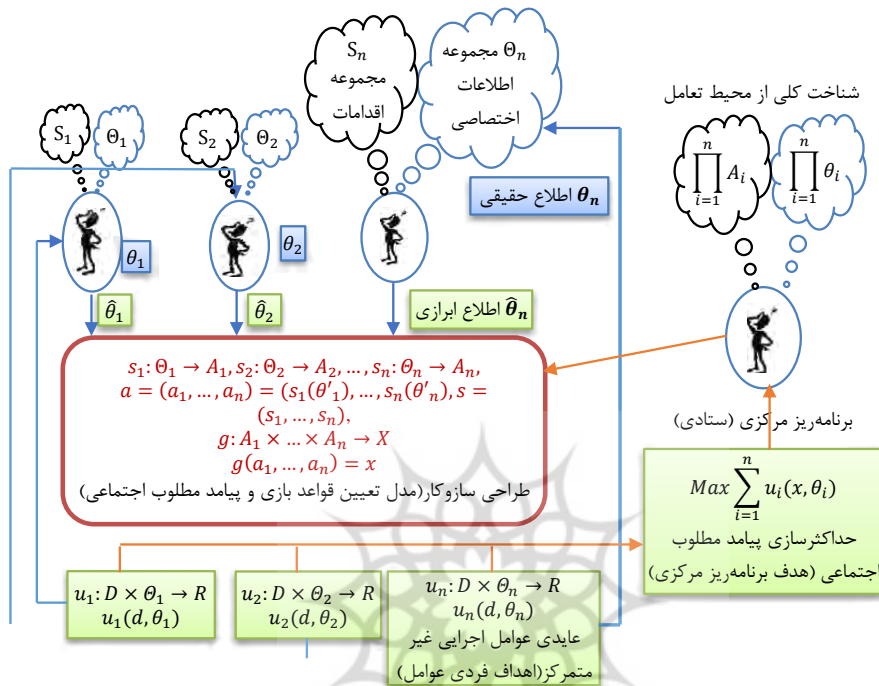 S₁
Θ₁
S₂
Θ₂
Sₙ
مجموعه
اقدامات
Θₙ مجموعه
اطلاعات
اختصاصی
شناخت کلی از محیط تعامل
∏ᵢ₌₁ⁿ Aᵢ
∏ᵢ₌₁ⁿ θᵢ
θ₁
θ₂
θₙ اطلاع حقیقی
θ̂₁
θ̂₂
θ̂ₙ اطلاع ابرازی
s₁: Θ₁ → A₁, s₂: Θ₂ → A₂, …, sₙ: Θₙ → Aₙ,
a = (a₁, …, aₙ) = (s₁(θ′₁), …, sₙ(θ′ₙ), s =
(s₁, …, sₙ),
g: A₁ × … × Aₙ → X
g(a₁, …, aₙ) = x
طراحی سازوکار(مدل تعیین قواعد بازی و پیامد مطلوب اجتماعی)
برنامه‌ریز مرکزی (ستادی)
Max ∑ᵢ₌₁ⁿ uᵢ(x, θᵢ)
حداکثرسازی پیامد مطلوب
اجتماعی (هدف برنامه‌ریز مرکزی)
u₁: D × Θ₁ → R
u₁(d, θ₁)
u₂: D × Θ₂ → R
u₂(d, θ₂)
uₙ: D × Θₙ → R
uₙ(d, θₙ)
عایدی عوامل اجرایی غیر
متمرکز(اهداف فردی عوامل)